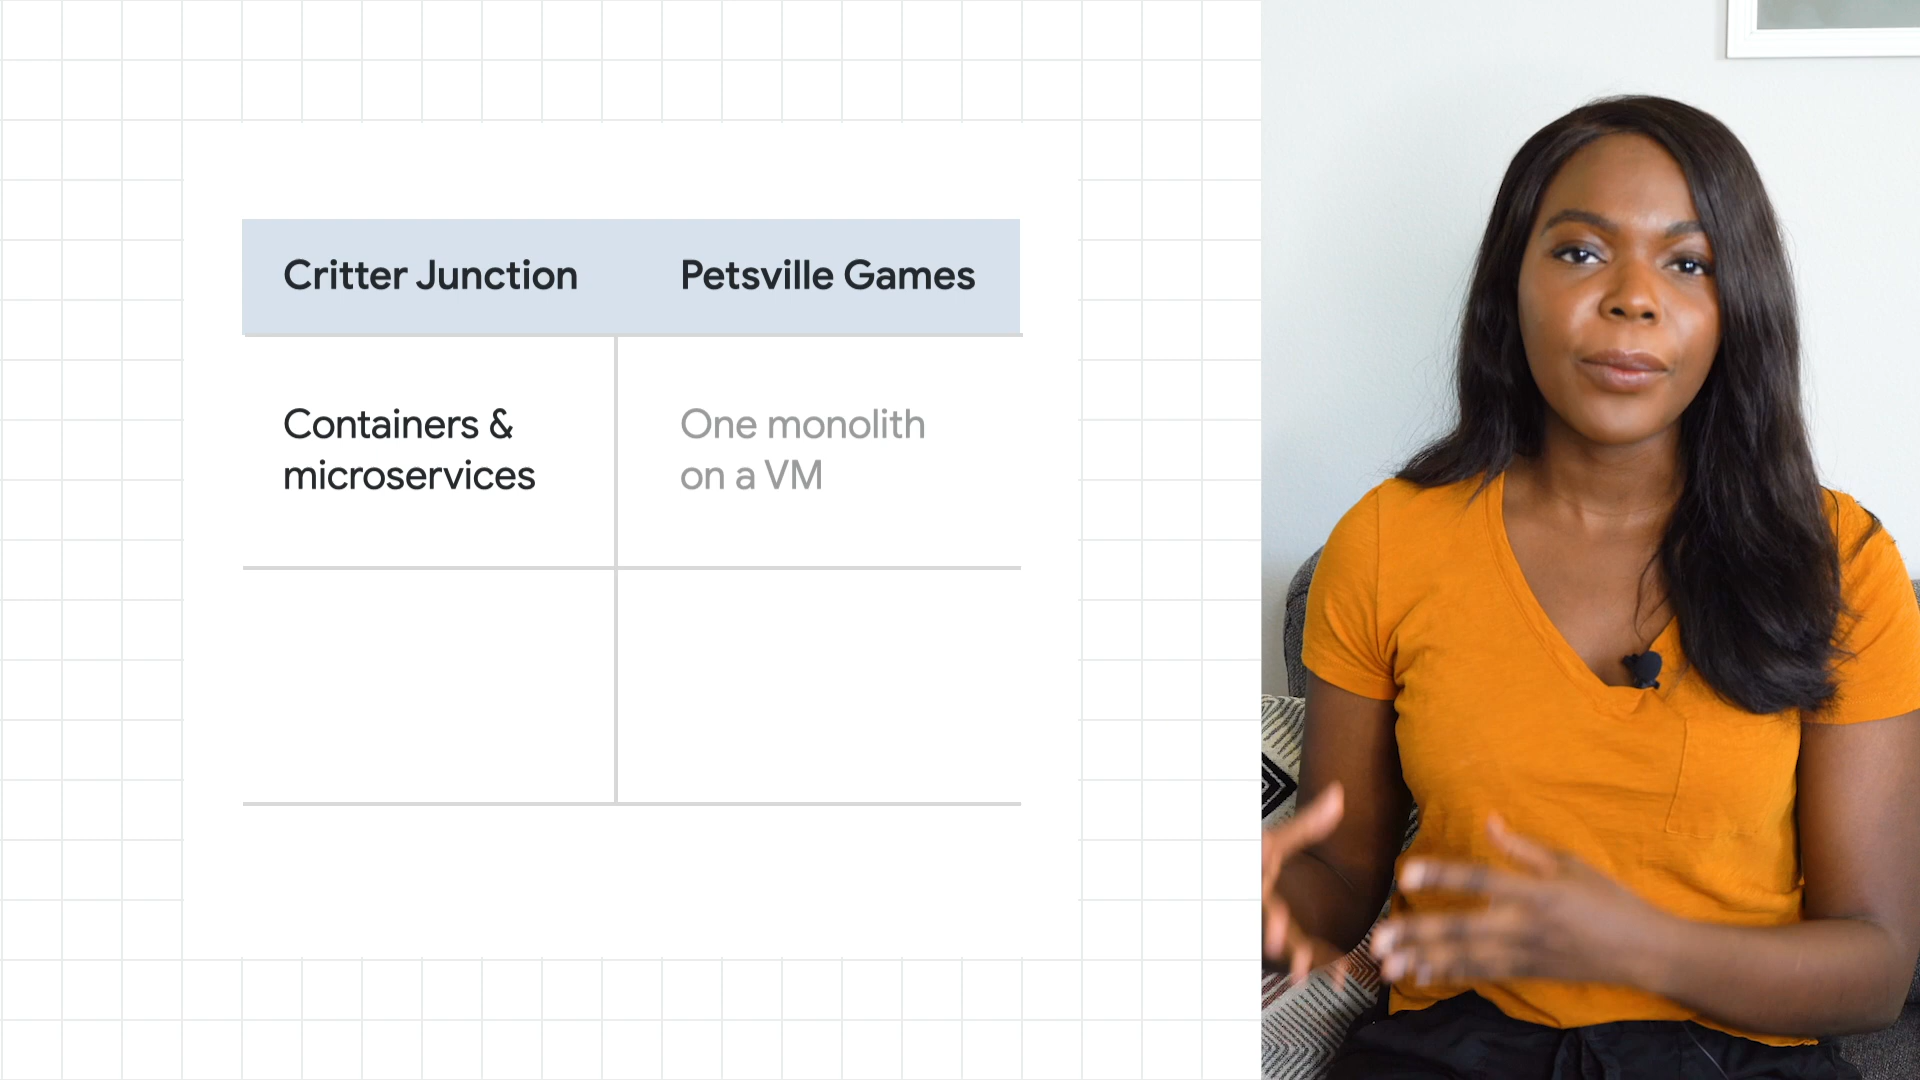 Critter Junction
Petsville Games
Containers &
microservices
One monolith
on a VM